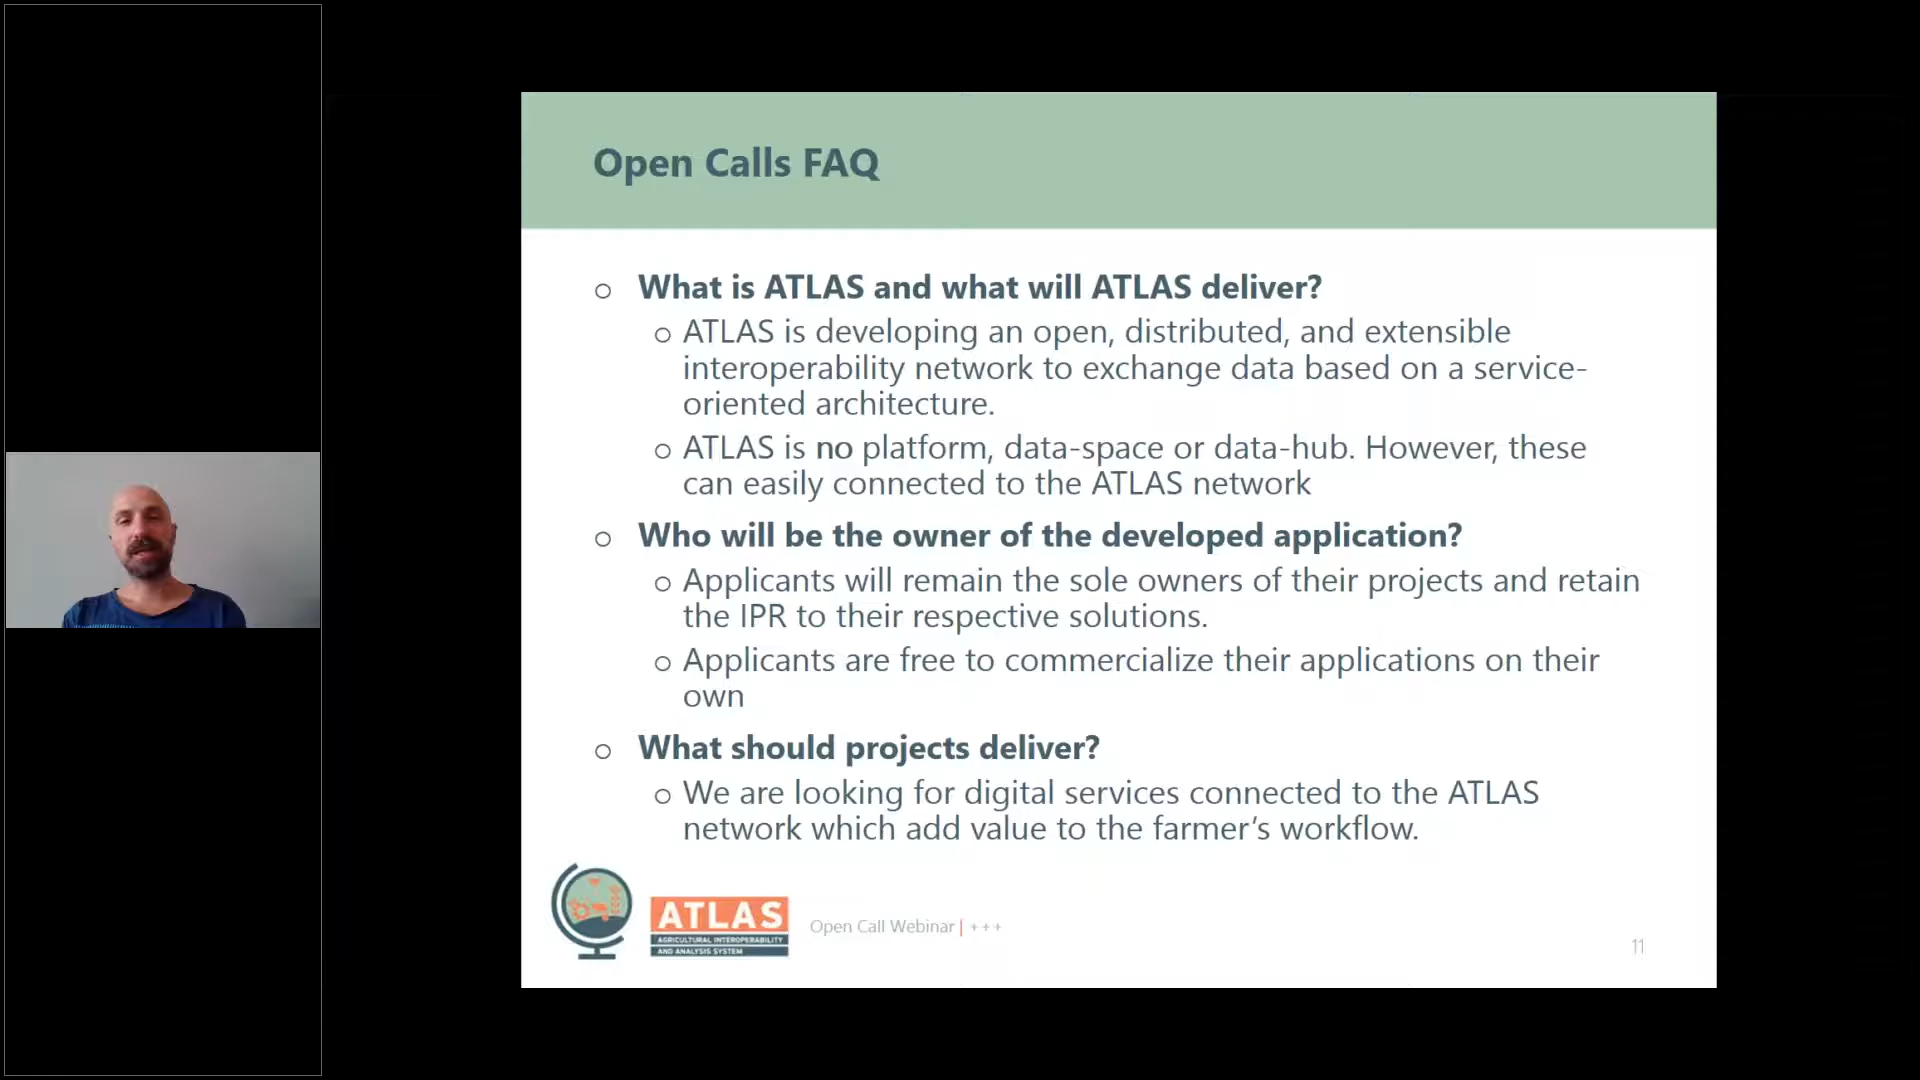 Open Calls FAQ
○ What is ATLAS and what will ATLAS deliver?
○ ATLAS is developing an open, distributed, and extensible
interoperability network to exchange data based on a service-
oriented architecture.
○ ATLAS is no platform, data-space or data-hub. However, these
can easily connected to the ATLAS network
○ Who will be the owner of the developed application?
○ Applicants will remain the sole owners of their projects and retain
the IPR to their respective solutions.
○ Applicants are free to commercialize their applications on their
own
○ What should projects deliver?
○ We are looking for digital services connected to the ATLAS
network which add value to the farmer’s workflow.
ATLAS
AGRICULTURAL INTEROPERABILITY
AND ANALYSIS SYSTEM
Open Call Webinar | +++
11